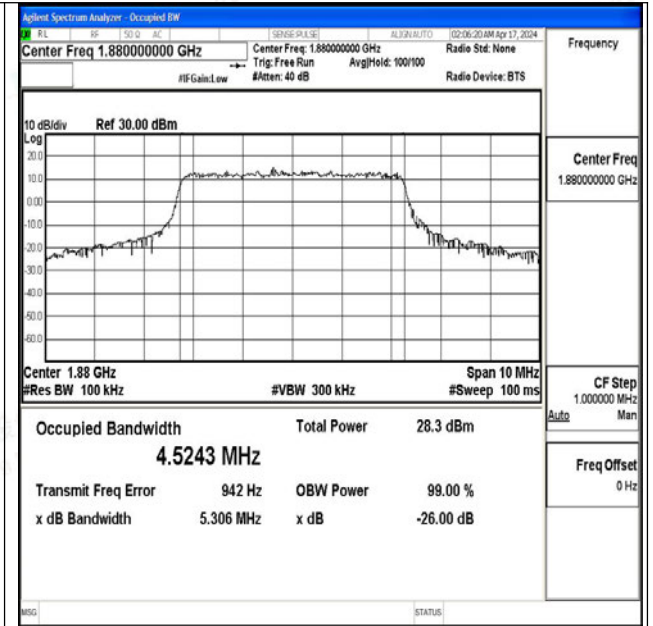 Agilent Spectrum Analyzer - Occupied BW
RL RF 50 Ω AC SENSE:PULSE ALIGN AUTO 02:06:20 AM Apr 17, 2024
Center Freq 1.880000000 GHz
Center Freq: 1.880000000 GHz
Radio Std: None
Trig: Free Run Avg|Hold: 100/100
#IFGain:Low #Atten: 40 dB Radio Device: BTS
Frequency
10 dB/div Ref 30.00 dBm
Log
20.0
10.0
0.00
-10.0
-20.0
-30.0
-40.0
-50.0
-60.0
Center 1.88 GHz Span 10 MHz
#Res BW 100 kHz #VBW 300 kHz #Sweep 100 ms
Occupied Bandwidth Total Power 28.3 dBm
4.5243 MHz
Transmit Freq Error 942 Hz OBW Power 99.00 %
x dB Bandwidth 5.306 MHz x dB -26.00 dB
Center Freq
1.880000000 GHz
CF Step
1.000000 MHz
Auto Man
Freq Offset
0 Hz
MSG STATUS